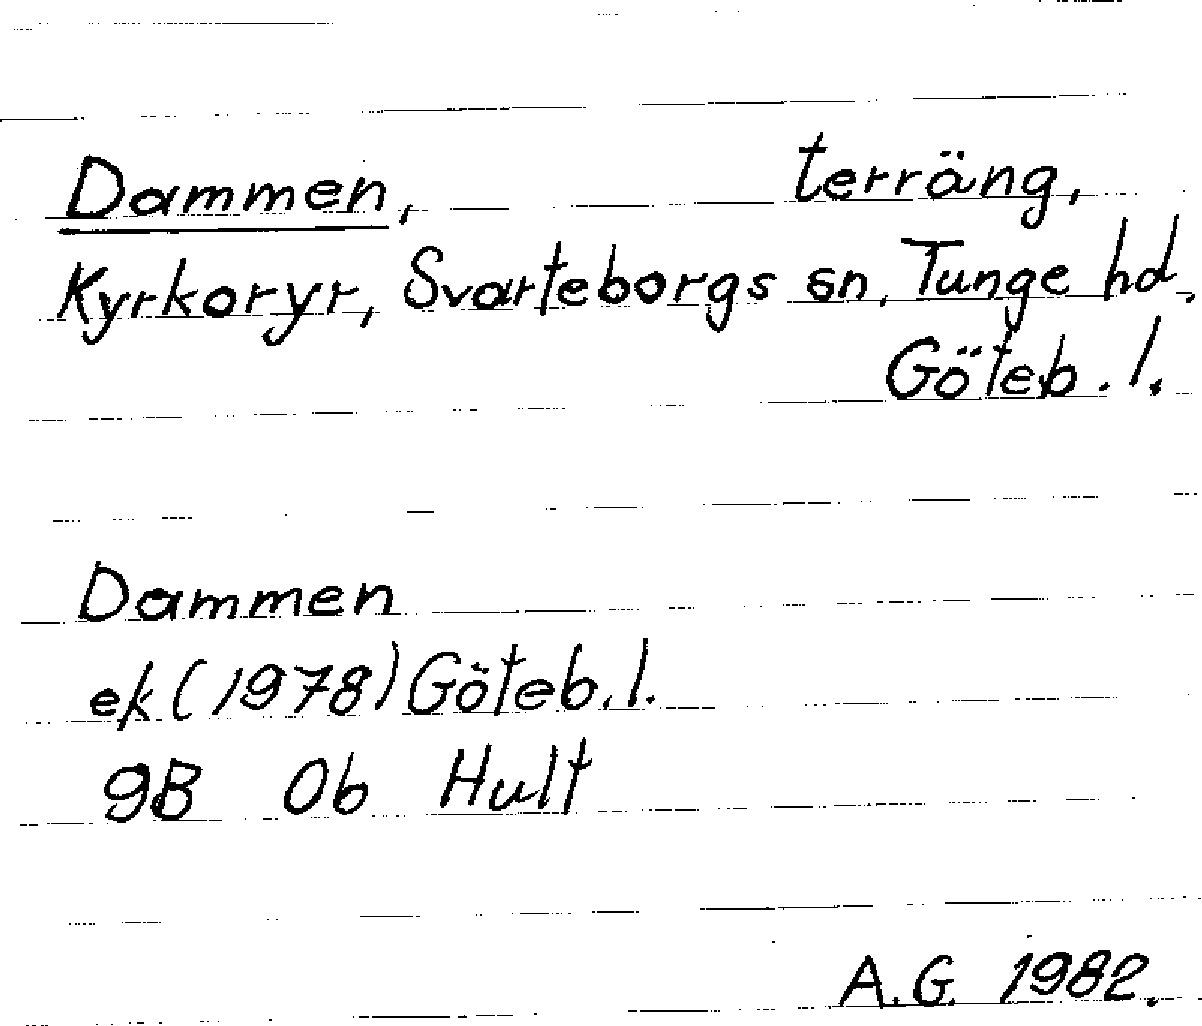 Dammen, terräng,
Kyrkoryr, Svarteborgs sn, Tunge hd,
Göteb. l.
Dammen
ek (1978) Göteb. l.
9B 0b Hult
A.G. 1982.